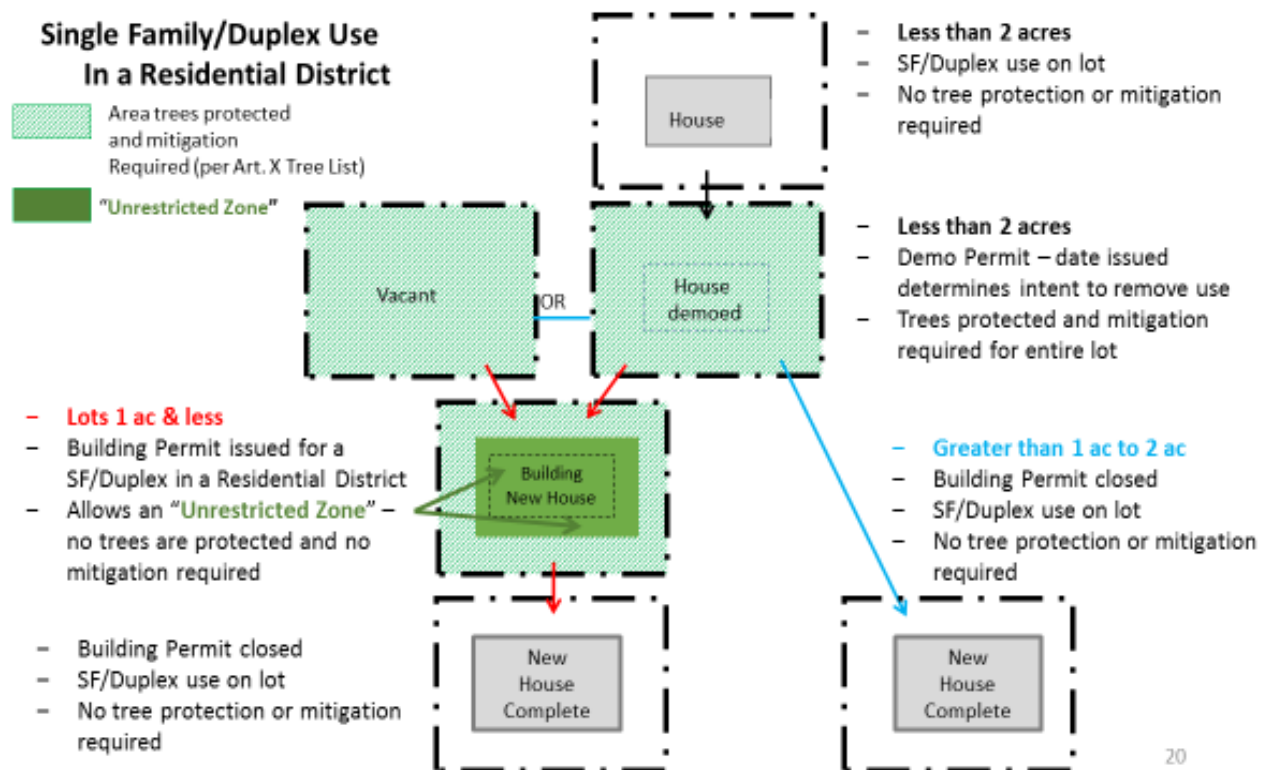 Single Family/Duplex Use
In a Residential District
Area trees protected
and mitigation
Required (per Art. X Tree List)
"Unrestricted Zone"
House
– Less than 2 acres
– SF/Duplex use on lot
– No tree protection or mitigation
required
Vacant
OR
House
demoed
– Less than 2 acres
– Demo Permit – date issued
determines intent to remove use
– Trees protected and mitigation
required for entire lot
– Lots 1 ac & less
– Building Permit issued for a
SF/Duplex in a Residential District
– Allows an "Unrestricted Zone" –
no trees are protected and no
mitigation required
Building
New House
– Greater than 1 ac to 2 ac
– Building Permit closed
– SF/Duplex use on lot
– No tree protection or mitigation
required
– Building Permit closed
– SF/Duplex use on lot
– No tree protection or mitigation
required
New
House
Complete
New
House
Complete
20